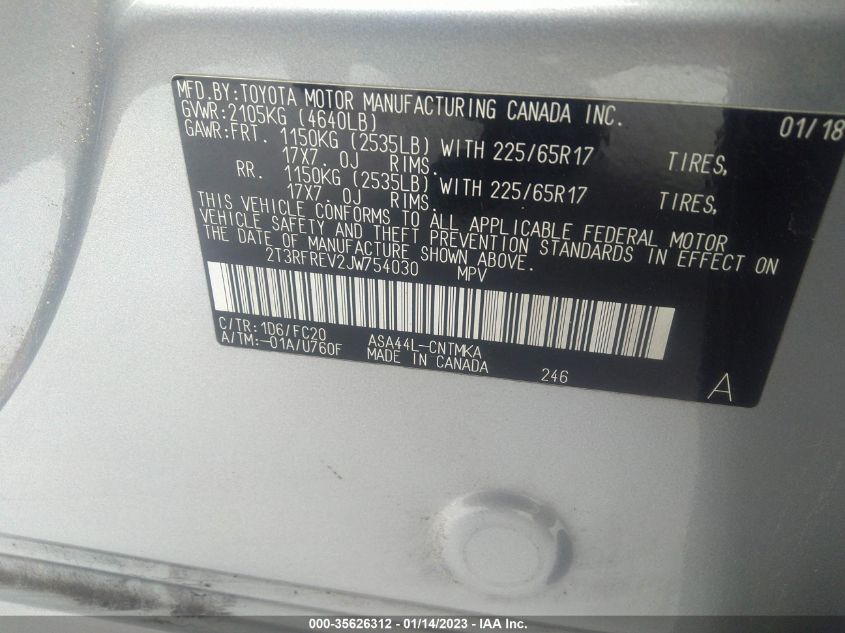 MFD. BY: TOYOTA MOTOR MANUFACTURING CANADA INC. 01/18
GVWR: 2105KG (4640LB)
GAWR: FRT. 1150KG (2535LB) WITH 225/65R17 TIRES,
17X7.0J RIMS.
RR. 1150KG (2535LB) WITH 225/65R17 TIRES,
17X7.0J RIMS.
THIS VEHICLE CONFORMS TO ALL APPLICABLE FEDERAL MOTOR
VEHICLE SAFETY AND THEFT PREVENTION STANDARDS IN EFFECT ON
THE DATE OF MANUFACTURE SHOWN ABOVE.
2T3RFREV2JW754030 MPV
C/TR: 1D6/FC20 ASA44L-CNTMKA
A/TM: -01A/U760F MADE IN CANADA 246 A
000-35626312 - 01/14/2023 - IAA Inc.